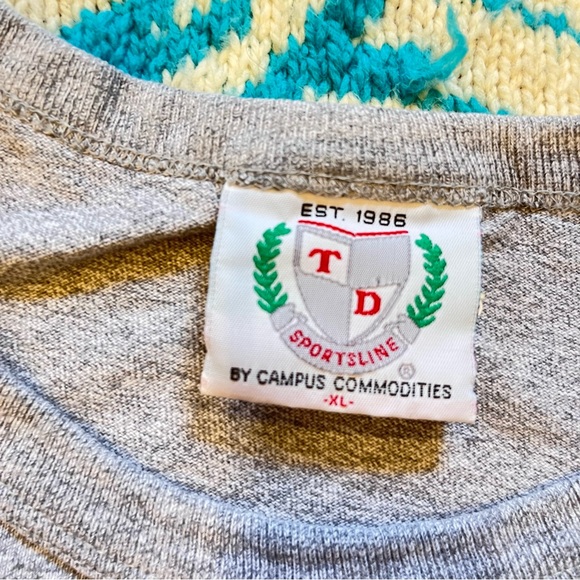 EST. 1986
T
D
SPORTSLINE
®
BY CAMPUS COMMODITIES
-XL-